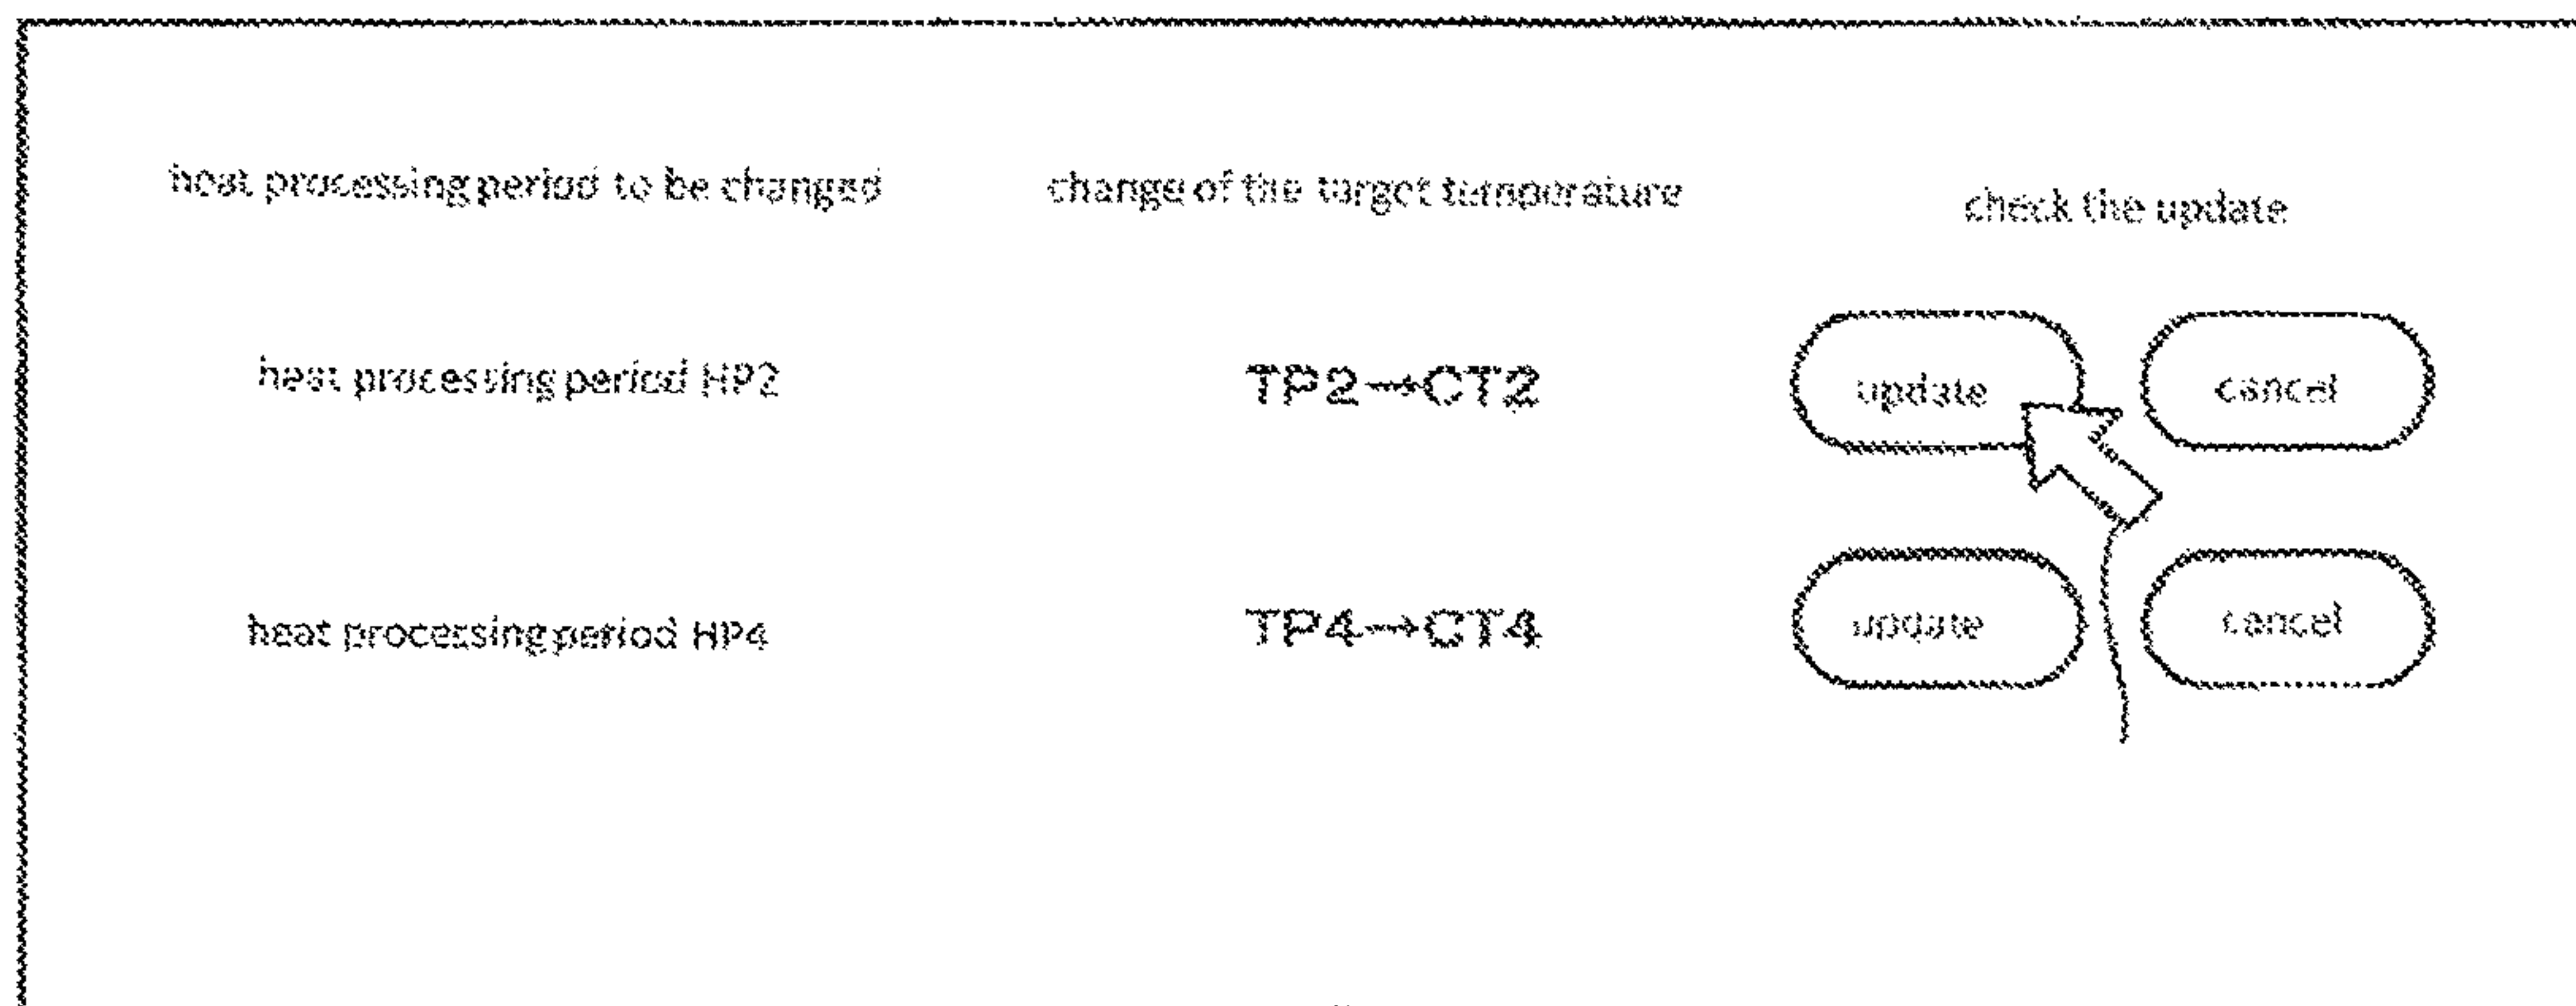 heat processing period to be changed change of the target temperature check the update
heat processing period HP2 TP2→CT2 update cancel
heat processing period HP4 TP4→CT4 update cancel